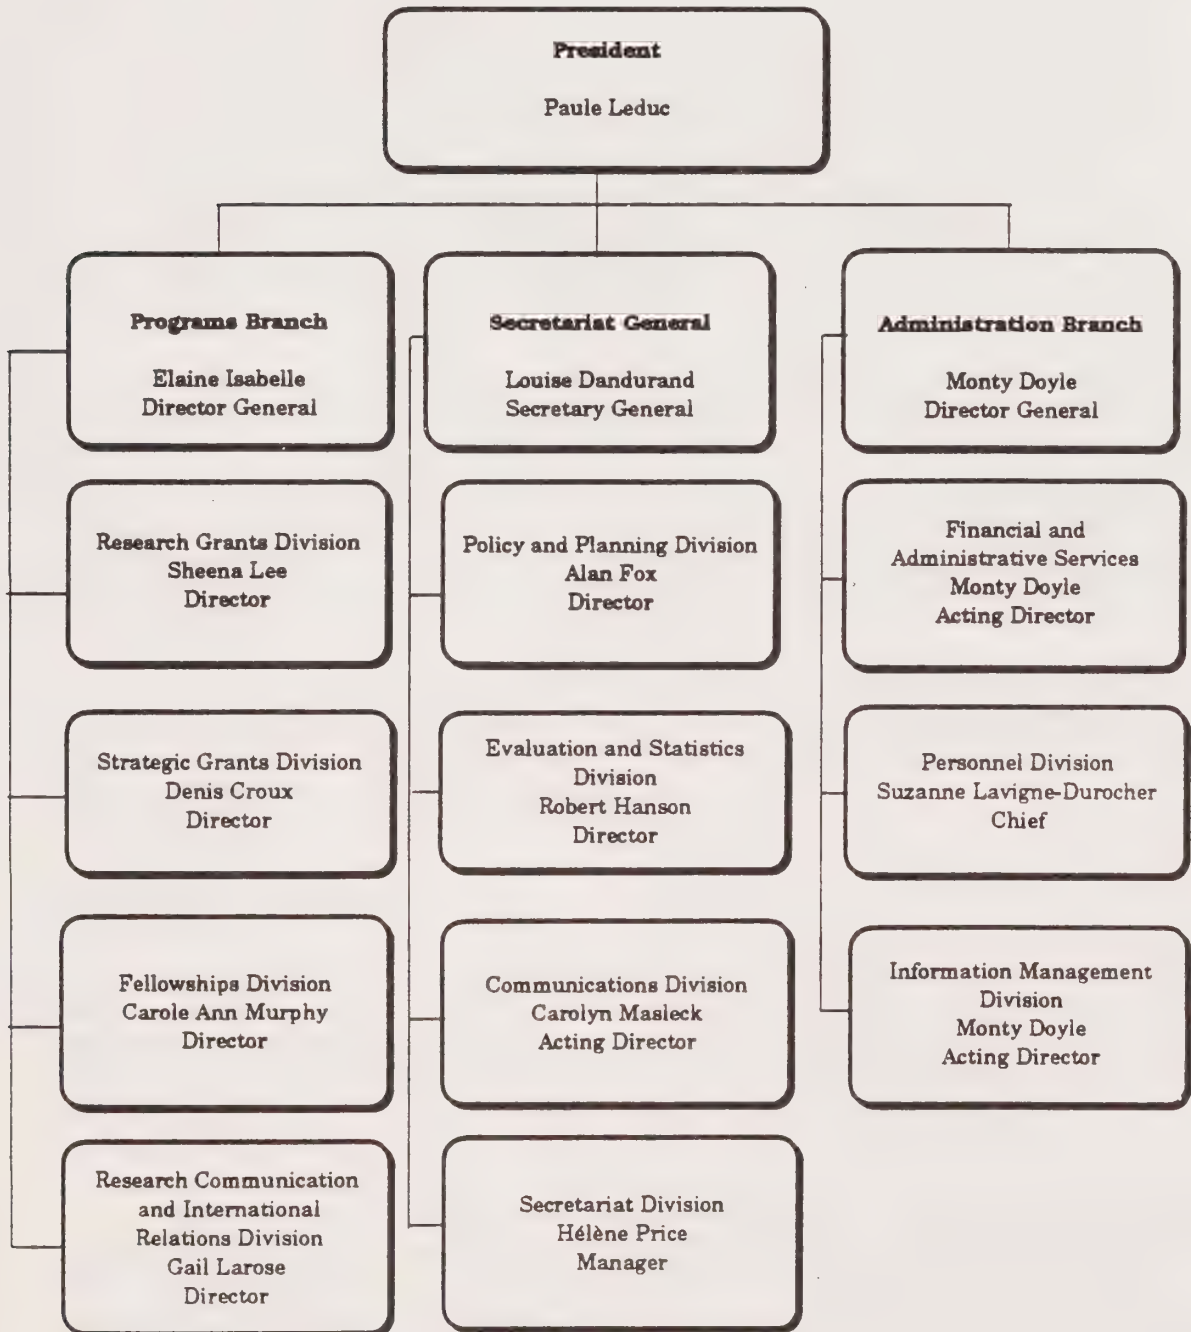 President
Paule Leduc
Programs Branch
Elaine Isabelle
Director General
Research Grants Division
Sheena Lee
Director
Strategic Grants Division
Denis Croux
Director
Fellowships Division
Carole Ann Murphy
Director
Research Communication
and International
Relations Division
Gail Larose
Director
Secretariat General
Louise Dandurand
Secretary General
Policy and Planning Division
Alan Fox
Director
Evaluation and Statistics
Division
Robert Hanson
Director
Communications Division
Carolyn Masleck
Acting Director
Secretariat Division
Hélène Price
Manager
Administration Branch
Monty Doyle
Director General
Financial and
Administrative Services
Monty Doyle
Acting Director
Personnel Division
Suzanne Lavigne-Durocher
Chief
Information Management
Division
Monty Doyle
Acting Director